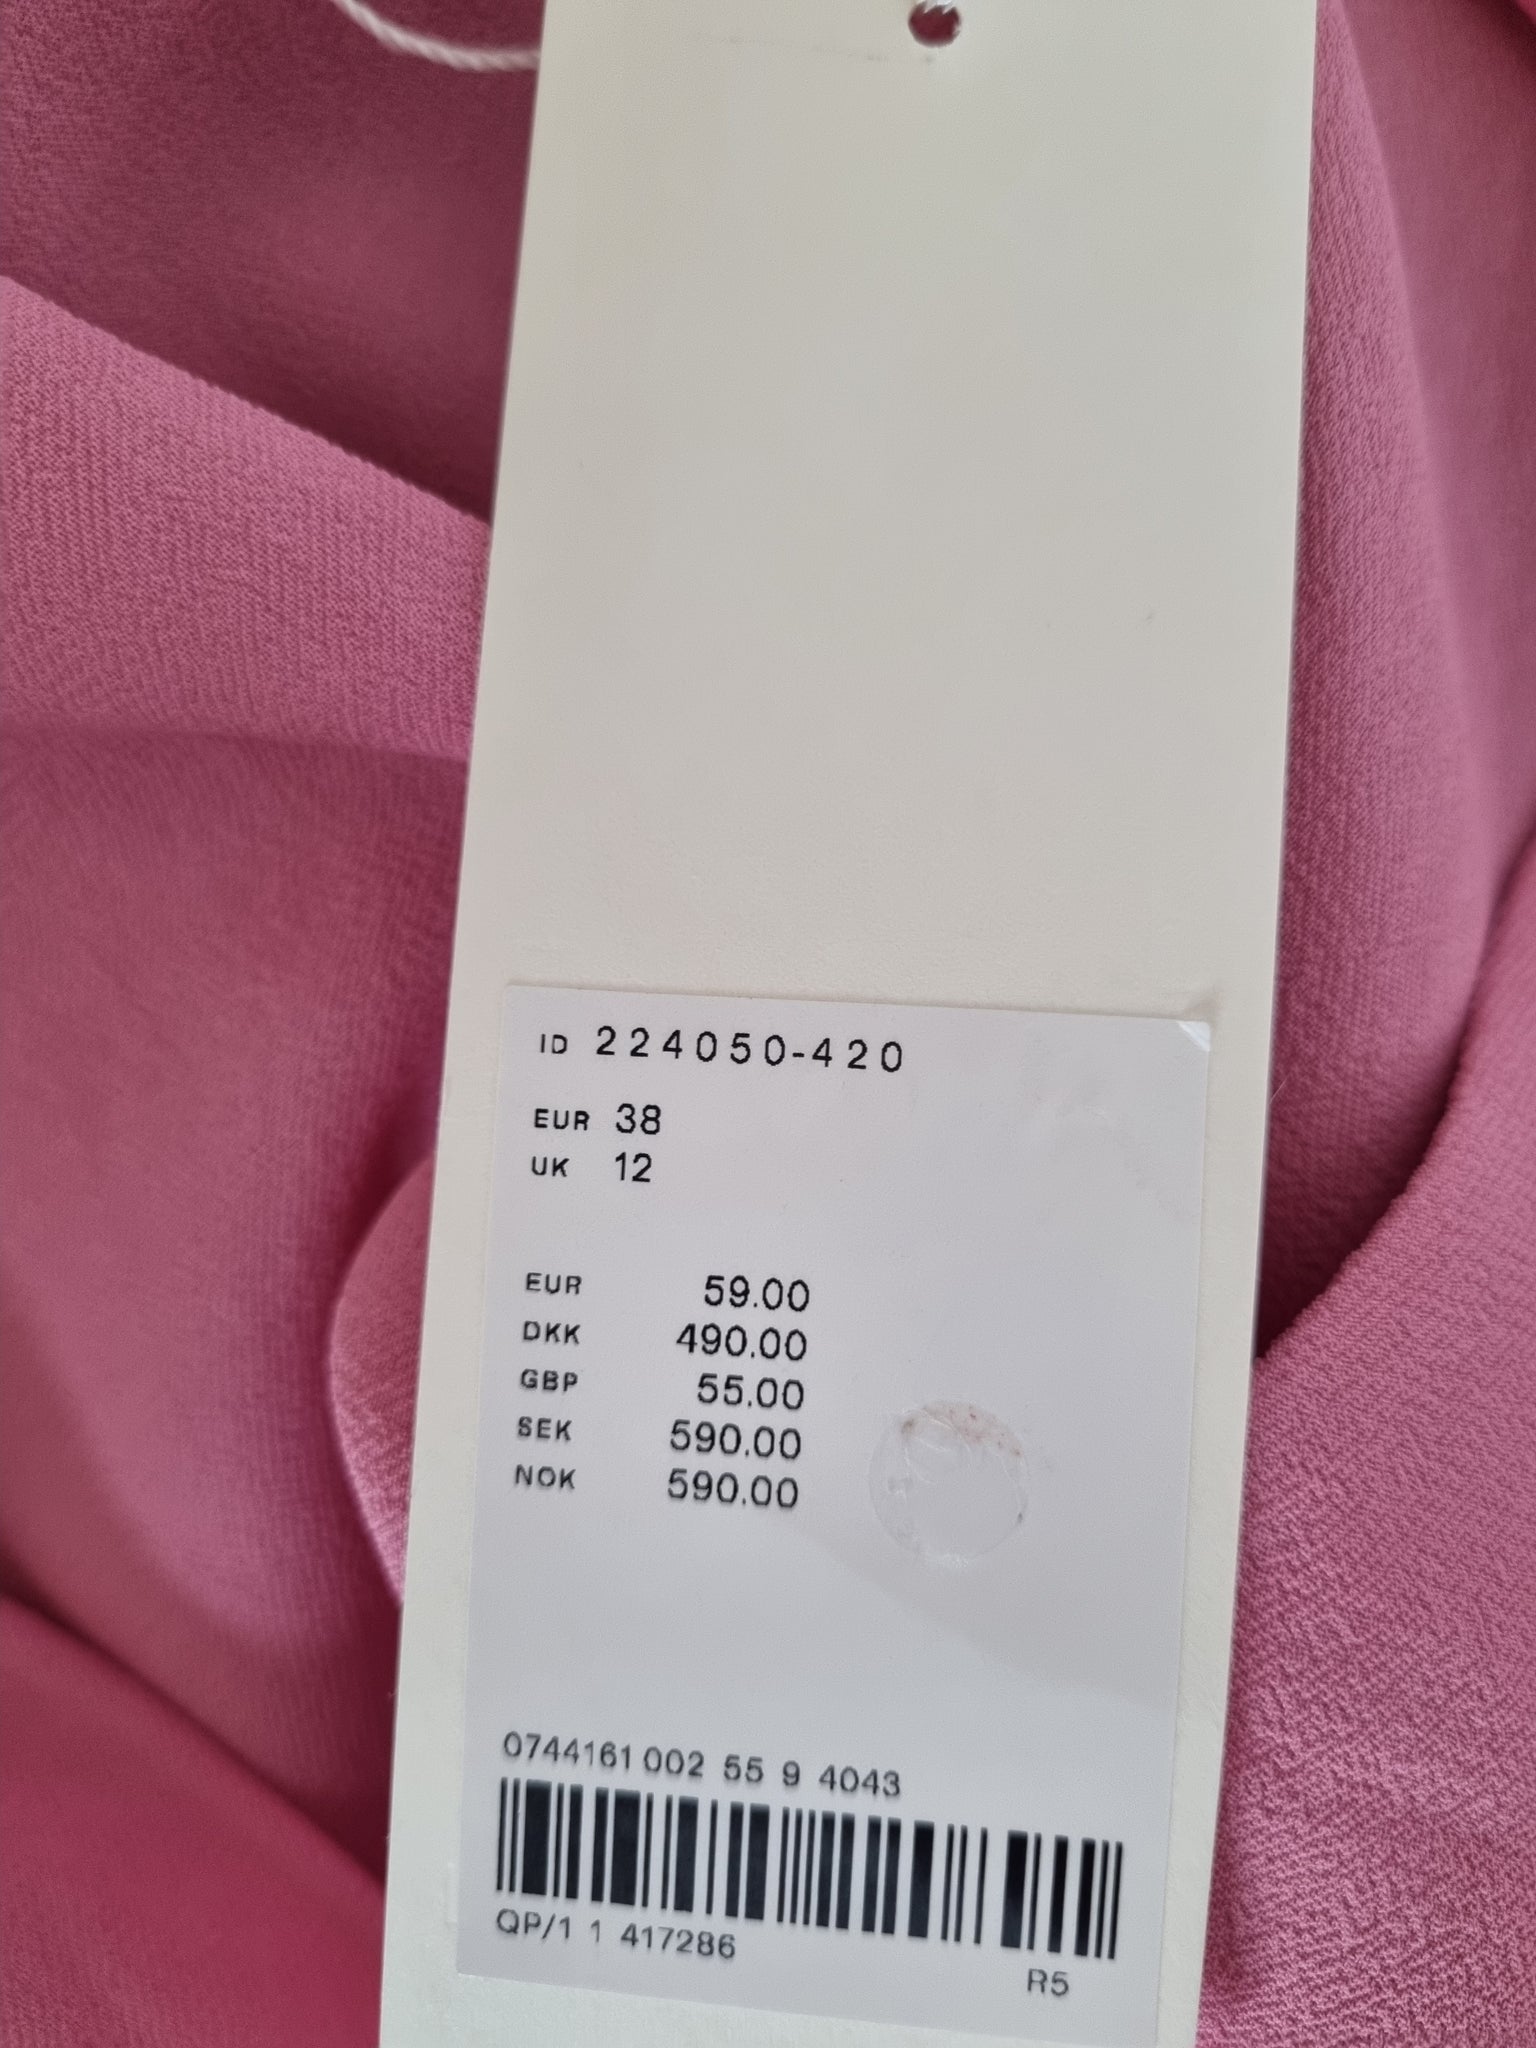 ID 224050-420
EUR 38
UK 12
EUR 59.00
DKK 490.00
GBP 55.00
SEK 590.00
NOK 590.00
0744161 002 55 9 4043
QP/1 1 417286
R5